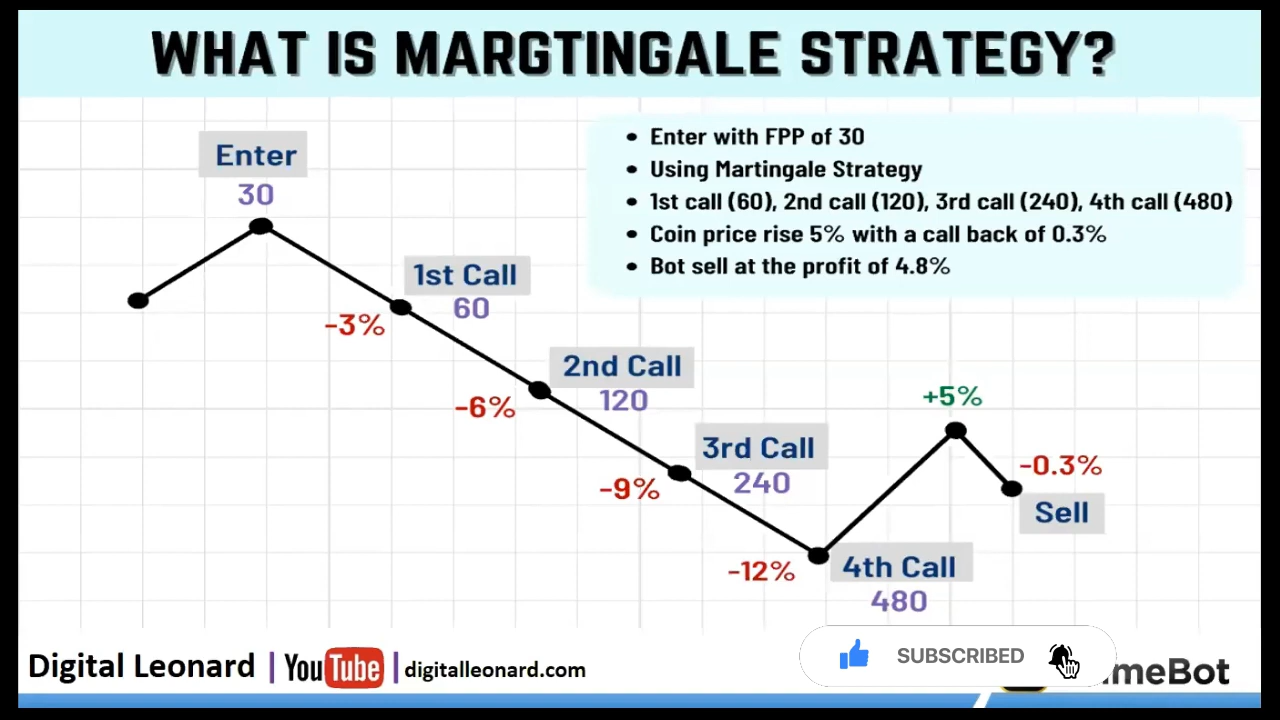 WHAT IS MARGTINGALE STRATEGY?
Enter
30
• Enter with FPP of 30
• Using Martingale Strategy
• 1st call (60), 2nd call (120), 3rd call (240), 4th call (480)
• Coin price rise 5% with a call back of 0.3%
• Bot sell at the profit of 4.8%
1st Call
60
-3%
2nd Call
120
-6%
3rd Call
240
-9%
4th Call
480
-12%
+5%
-0.3%
Sell
Digital Leonard | YouTube | digitalleonard.com
SUBSCRIBED
meBot